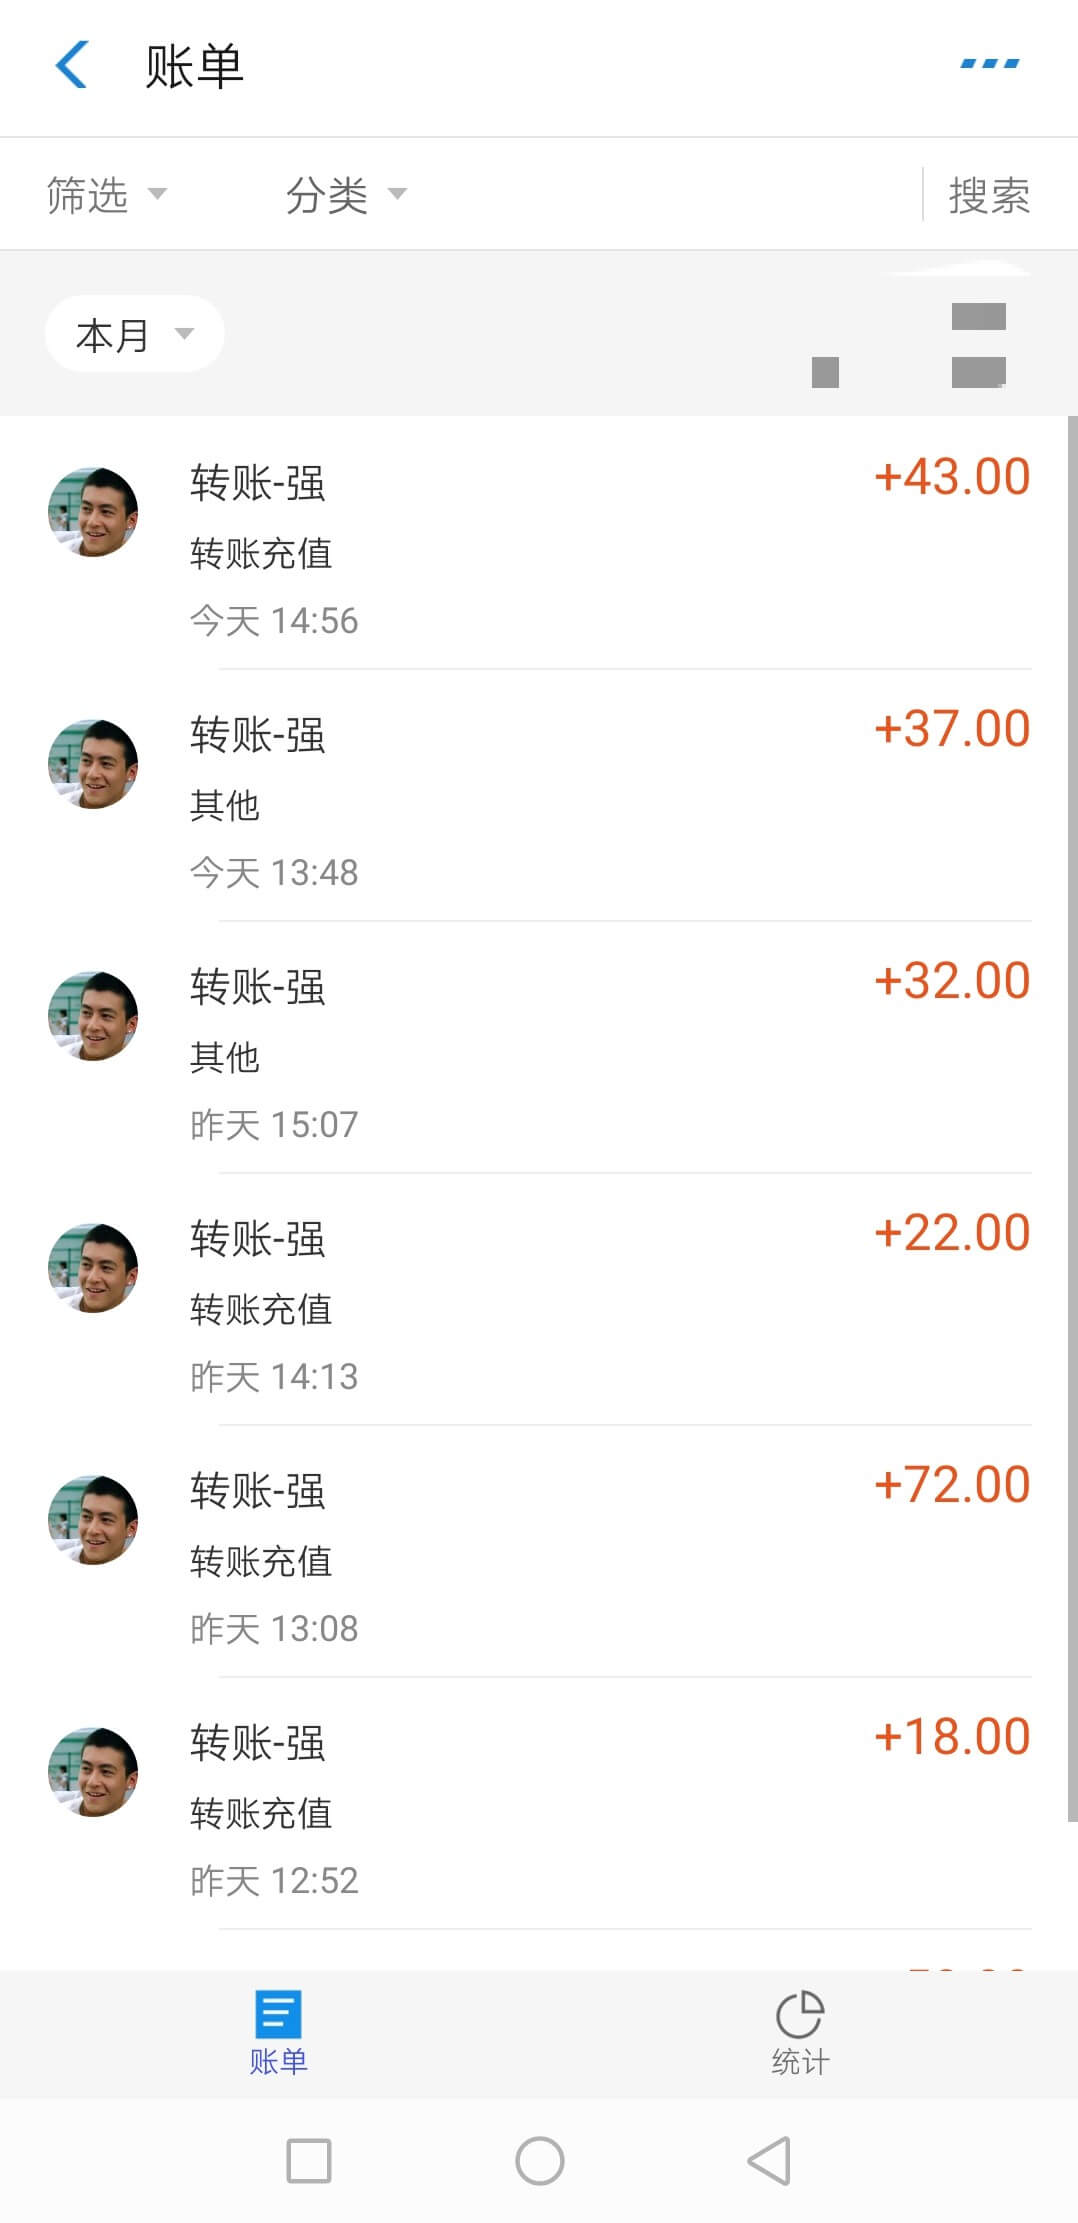 账单
筛选 分类 搜索
本月
转账-强 +43.00
转账充值
今天 14:56
转账-强 +37.00
其他
今天 13:48
转账-强 +32.00
其他
昨天 15:07
转账-强 +22.00
转账充值
昨天 14:13
转账-强 +72.00
转账充值
昨天 13:08
转账-强 +18.00
转账充值
昨天 12:52
账单 统计